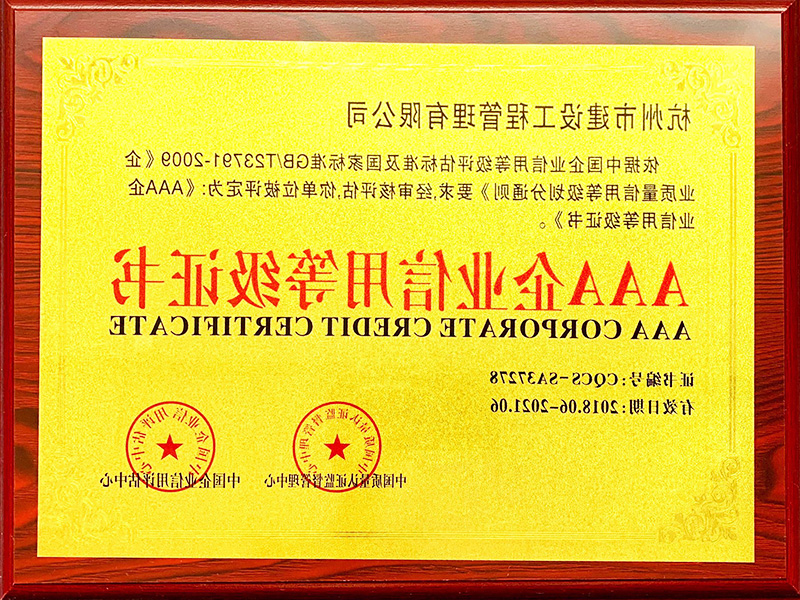 杭州市建设工程管理有限公司
依据中国企业信用等级评估标准及国家标准GB/T23791-2009《企
业质量信用等级划分通则》要求,经审核评估,你单位被评定为:《AAA企
业信用等级证书》。
AAA企业信用等级证书
AAA CORPORATE CREDIT CERTIFICATE
证书编号:CQCS-SA37278
有效日期:2018.06-2021.06
中国质量认证监督管理中心
中国企业信用评估中心